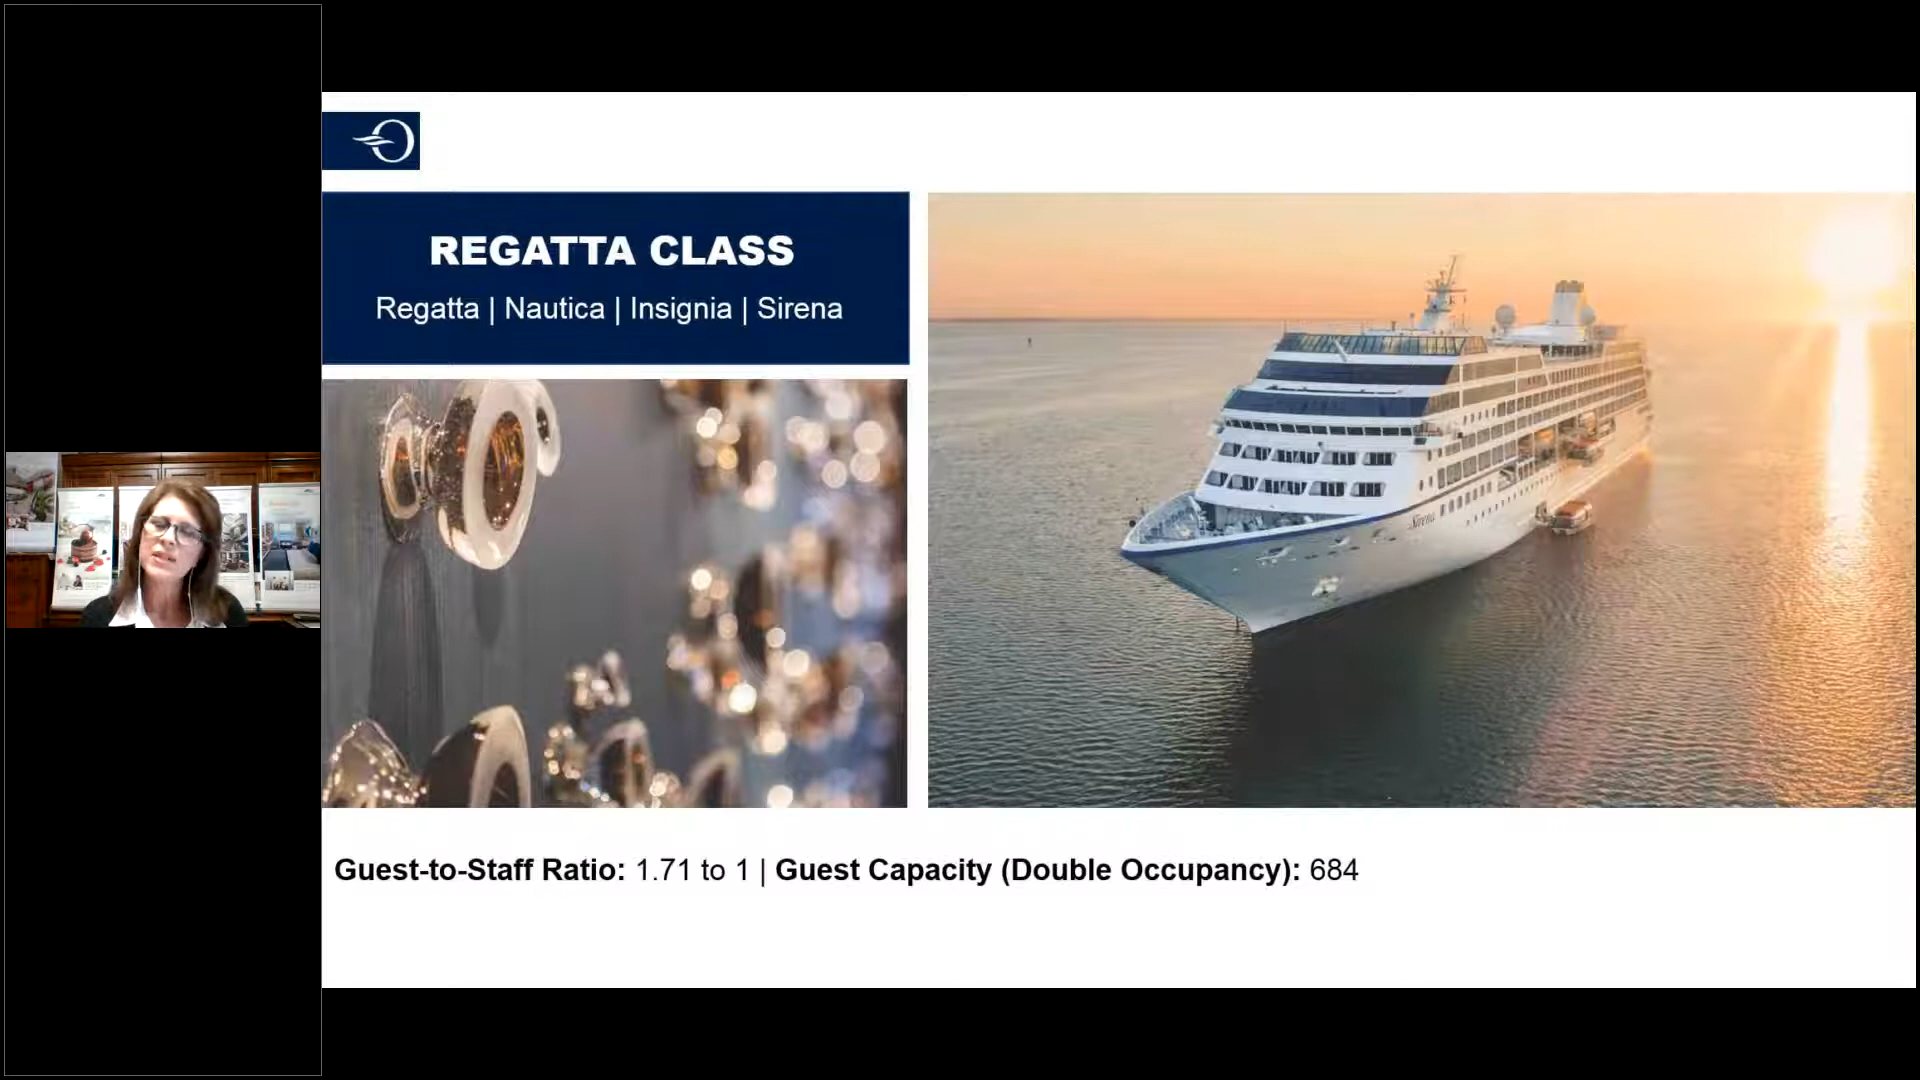 REGATTA CLASS
Regatta | Nautica | Insignia | Sirena
Sirena
Guest-to-Staff Ratio: 1.71 to 1 | Guest Capacity (Double Occupancy): 684